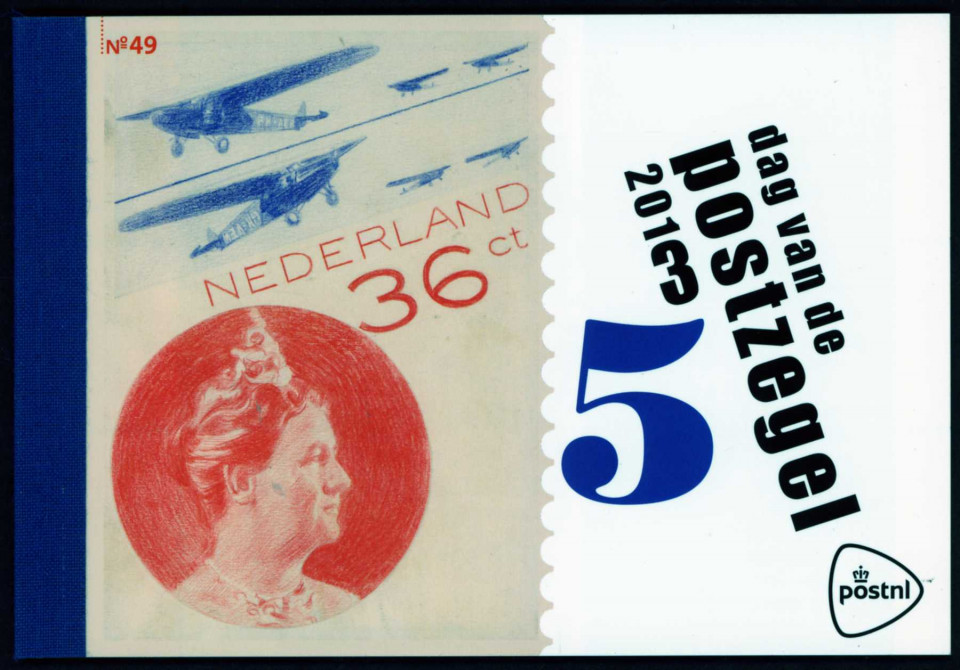 Nº49
NEDERLAND
36 ct
dag van de
postzegel
2013
5
postnl